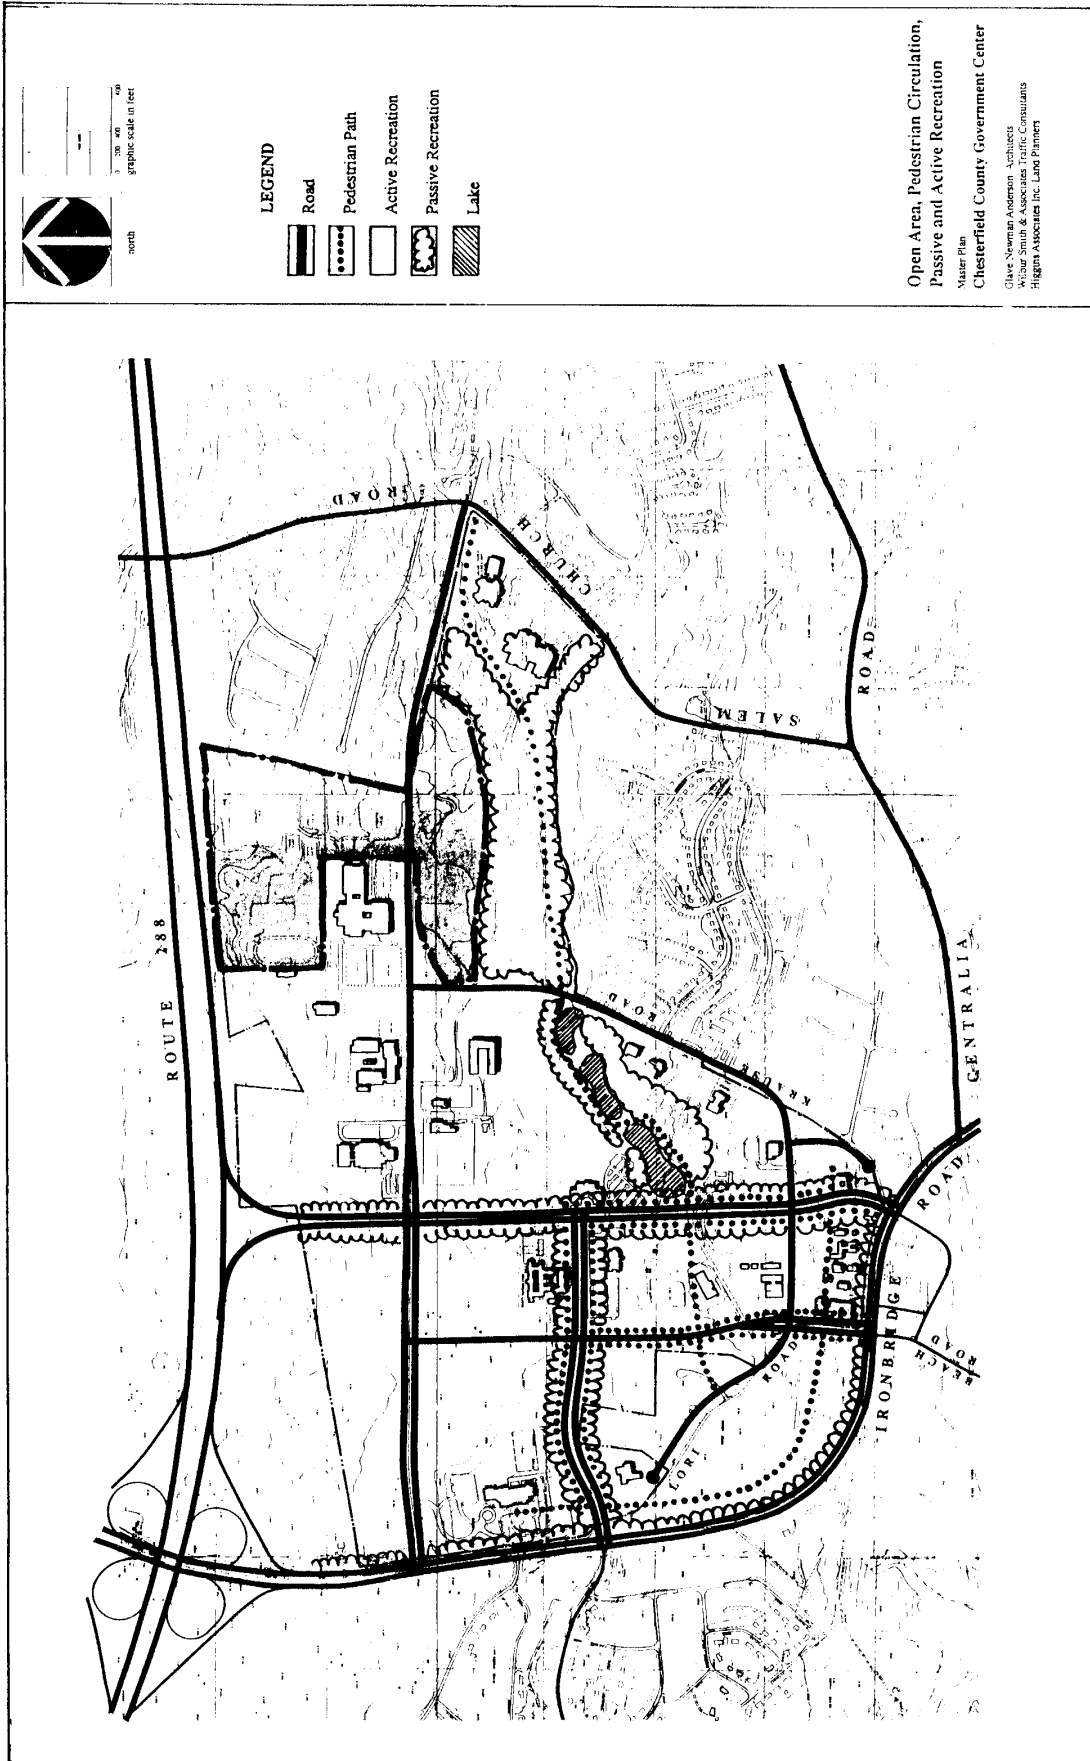 0 200 400 400
graphic scale in feet
north
LEGEND
Road
Pedestrian Path
Active Recreation
Passive Recreation
Lake
Open Area, Pedestrian Circulation,
Passive and Active Recreation
Master Plan
Chesterfield County Government Center
Glave Newman Anderson Architects
Wilbur Smith & Associates Traffic Consultants
Higgins Associates Inc. Land Planners
ROUTE 288
ROAD
CHURCH
SALEM
ROAD
CENTRALIA
KRAUSE
ROAD
IRONBRIDGE
ROAD
LORI
ROAD
BEACH
ROAD